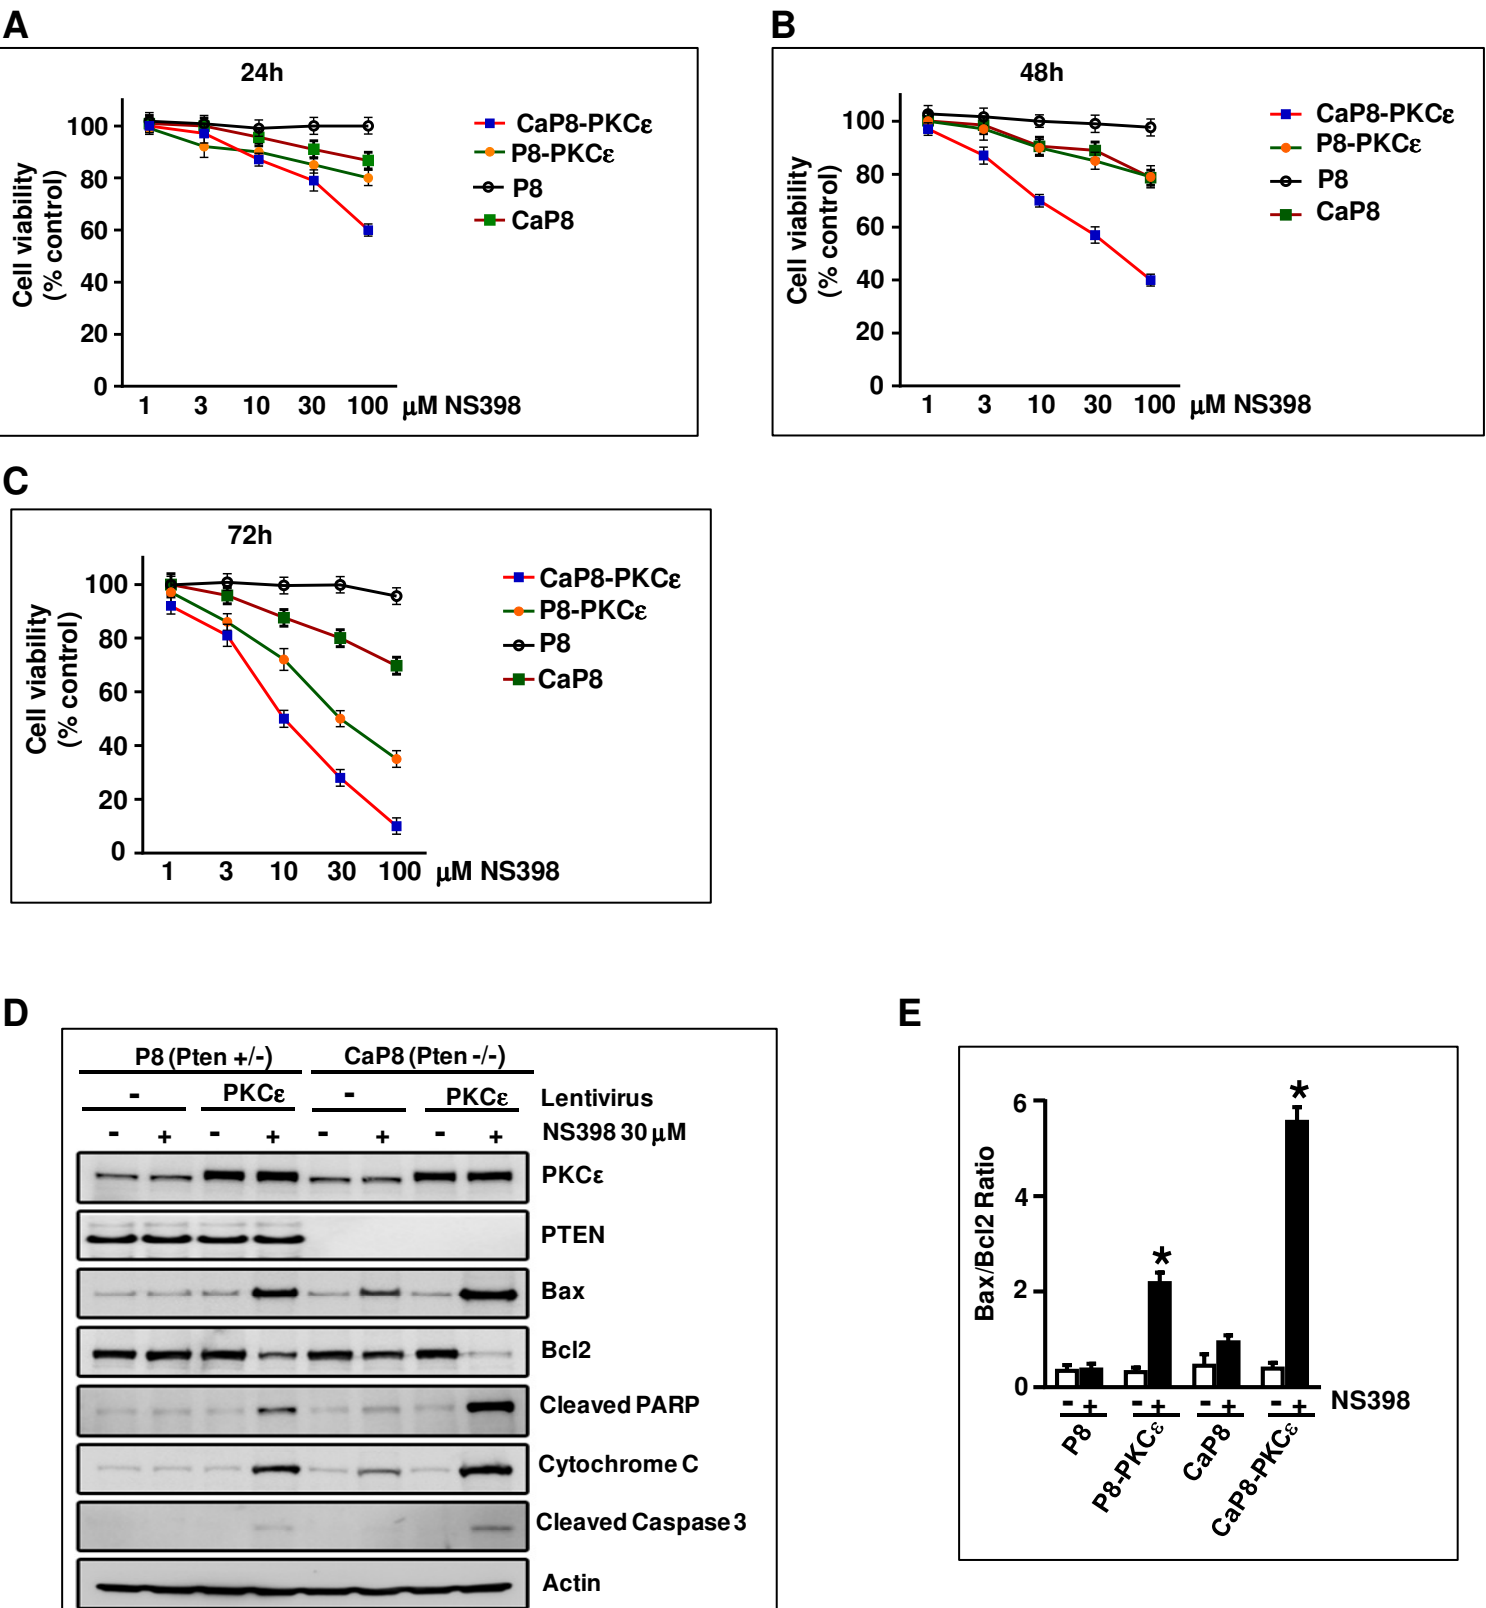 A
24h
100
80
60
40
20
0
Cell viability
(% control)
1 3 10 30 100 µM NS398
CaP8-PKCε
P8-PKCε
P8
CaP8
B
48h
100
80
60
40
20
0
Cell viability
(% control)
1 3 10 30 100 µM NS398
CaP8-PKCε
P8-PKCε
P8
CaP8
C
72h
100
80
60
40
20
0
Cell viability
(% control)
1 3 10 30 100 µM NS398
CaP8-PKCε
P8-PKCε
P8
CaP8
D
P8 (Pten +/-) CaP8 (Pten -/-)
- PKCε - PKCε Lentivirus
- + - + - + - + NS398 30 µM
PKCε
PTEN
Bax
Bcl2
Cleaved PARP
Cytochrome C
Cleaved Caspase 3
Actin
E
6
4
2
0
Bax/Bcl2 Ratio
*
*
- + - + - + - + NS398
P8 P8-PKCε CaP8 CaP8-PKCε